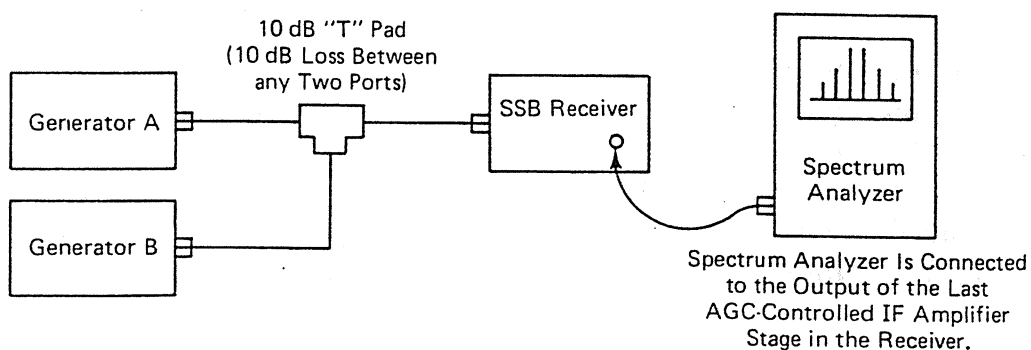 10 dB "T" Pad
(10 dB Loss Between
any Two Ports)
Generator A
SSB Receiver
Generator B
Spectrum
Analyzer
Spectrum Analyzer Is Connected
to the Output of the Last
AGC-Controlled IF Amplifier
Stage in the Receiver.